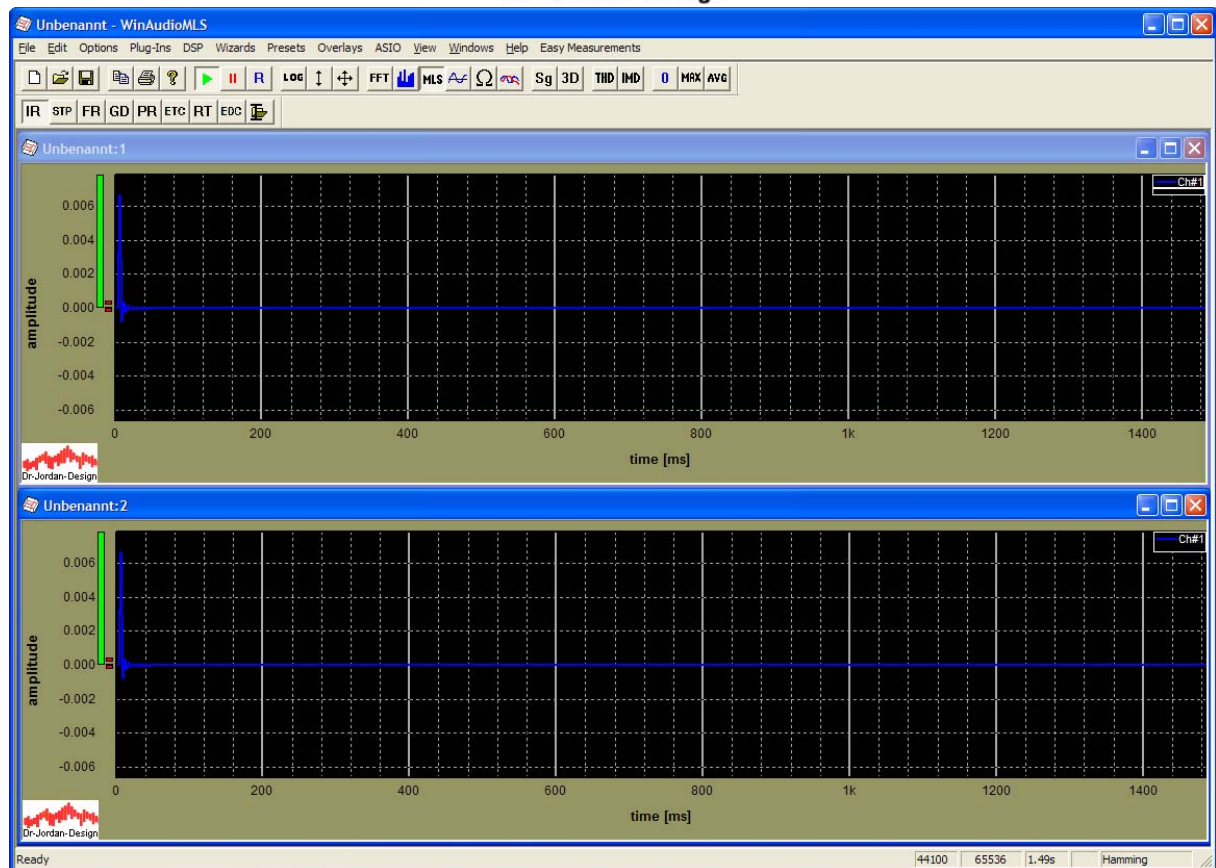 Unbenannt - WinAudioMLS
File Edit Options Plug-Ins DSP Wizards Presets Overlays ASIO View Windows Help Easy Measurements
R LOG FFT MLS Ω Sg 3D THD IMD 0 MAX AVG
IR STP FR GD PR ETC RT EDC
Unbenannt:1
Ch#1
0.006
0.004
0.002
0.000
-0.002
-0.004
-0.006
amplitude
0 200 400 600 800 1k 1200 1400
time [ms]
Dr-Jordan-Design
Unbenannt:2
Ch#1
0.006
0.004
0.002
0.000
-0.002
-0.004
-0.006
amplitude
0 200 400 600 800 1k 1200 1400
time [ms]
Dr-Jordan-Design
Ready 44100 65536 1.49s Hamming